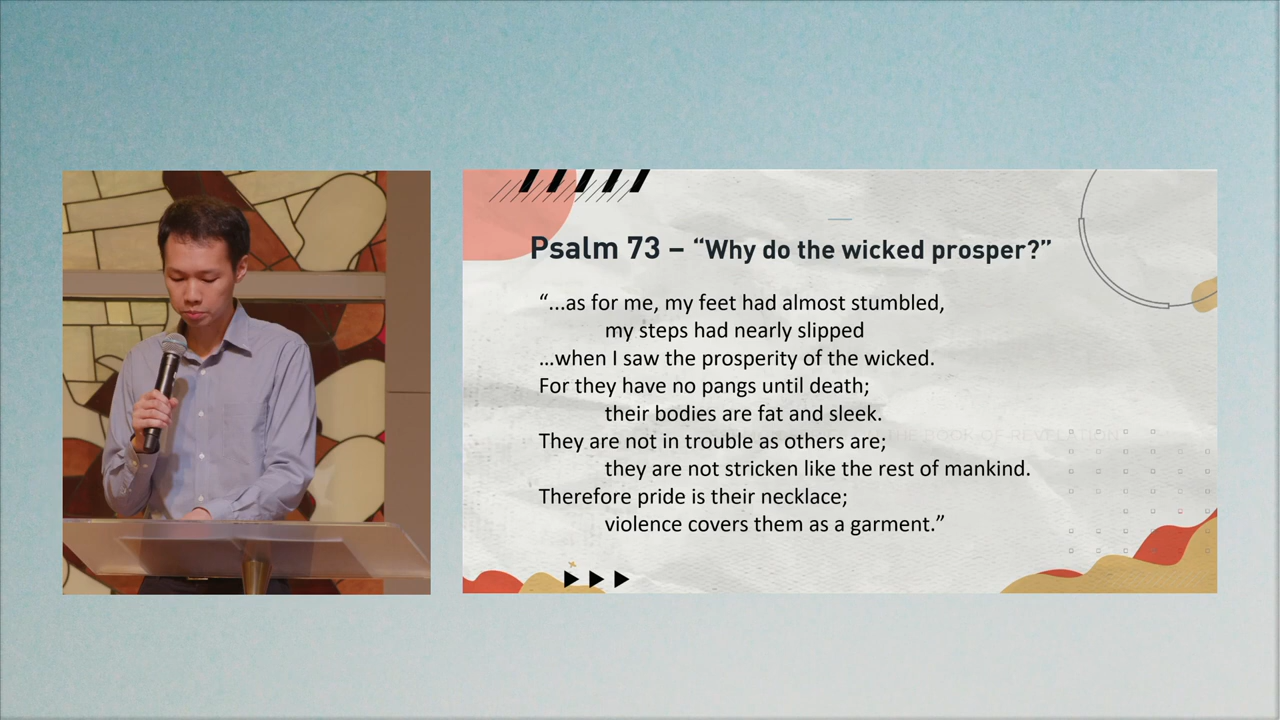 Psalm 73 – “Why do the wicked prosper?”
“...as for me, my feet had almost stumbled,
my steps had nearly slipped
...when I saw the prosperity of the wicked.
For they have no pangs until death;
their bodies are fat and sleek.
They are not in trouble as others are;
BOOK OF REVELATION
they are not stricken like the rest of mankind.
Therefore pride is their necklace;
violence covers them as a garment.”